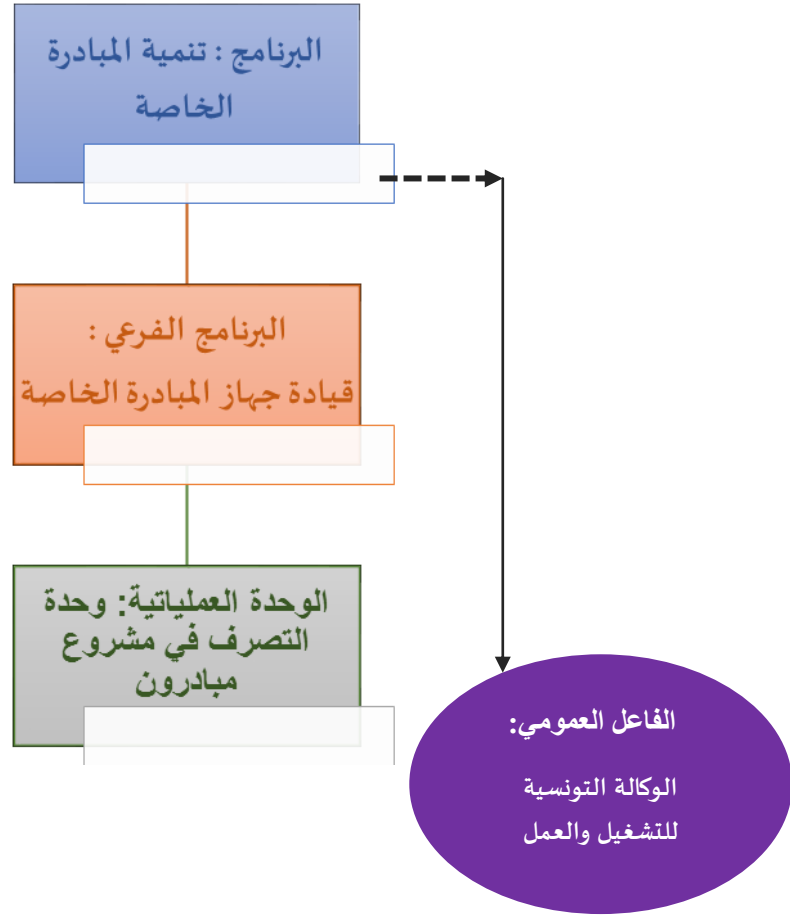 البرنامج : تنمية المبادرة
الخاصة
البرنامج الفرعي :
قيادة جهاز المبادرة الخاصة
الوحدة العملياتية: وحدة
التصرف في مشروع
مبادرون
الفاعل العمومي:
الوكالة التونسية
للتشغيل والعمل